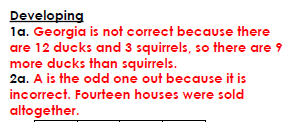 Developing
1a. Georgia is not correct because there
are 12 ducks and 3 squirrels, so there are 9
more ducks than squirrels.
2a. A is the odd one out because it is
incorrect. Fourteen houses were sold
altogether.